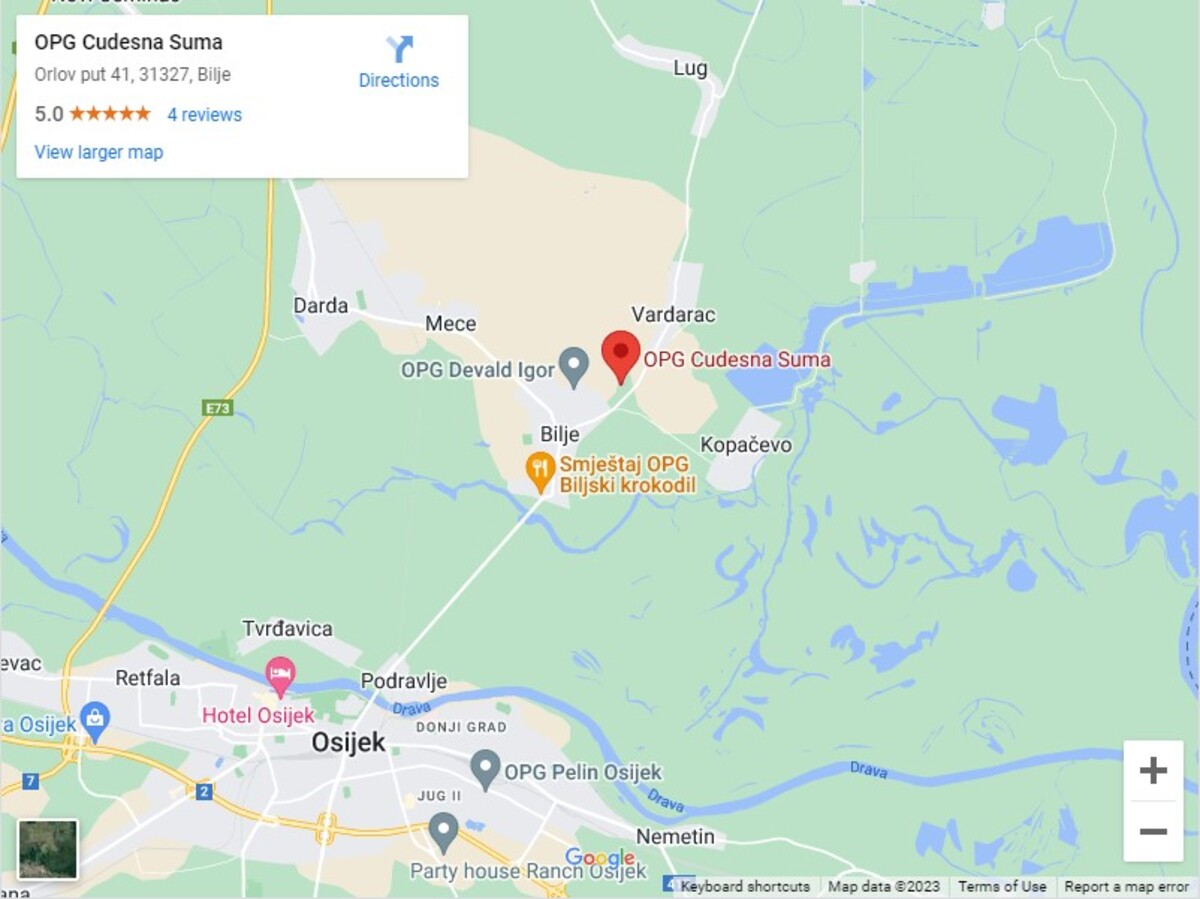 OPG Cudesna Suma
Orlov put 41, 31327, Bilje
Directions
5.0 ★★★★★ 4 reviews
View larger map
Lug
Darda
Mece
Vardarac
OPG Devald Igor
OPG Cudesna Suma
E73
Bilje
Kopačevo
Smještaj OPG
Biljski krokodil
Tvrđavica
evac
Retfala
Podravlje
Drava
Hotel Osijek
a Osijek
DONJI GRAD
Osijek
OPG Pelin Osijek
Drava
7
2
JUG II
Drava
Nemetin
Google
Party house Ranch Osijek
Keyboard shortcuts
Map data ©2023
Terms of Use
Report a map error